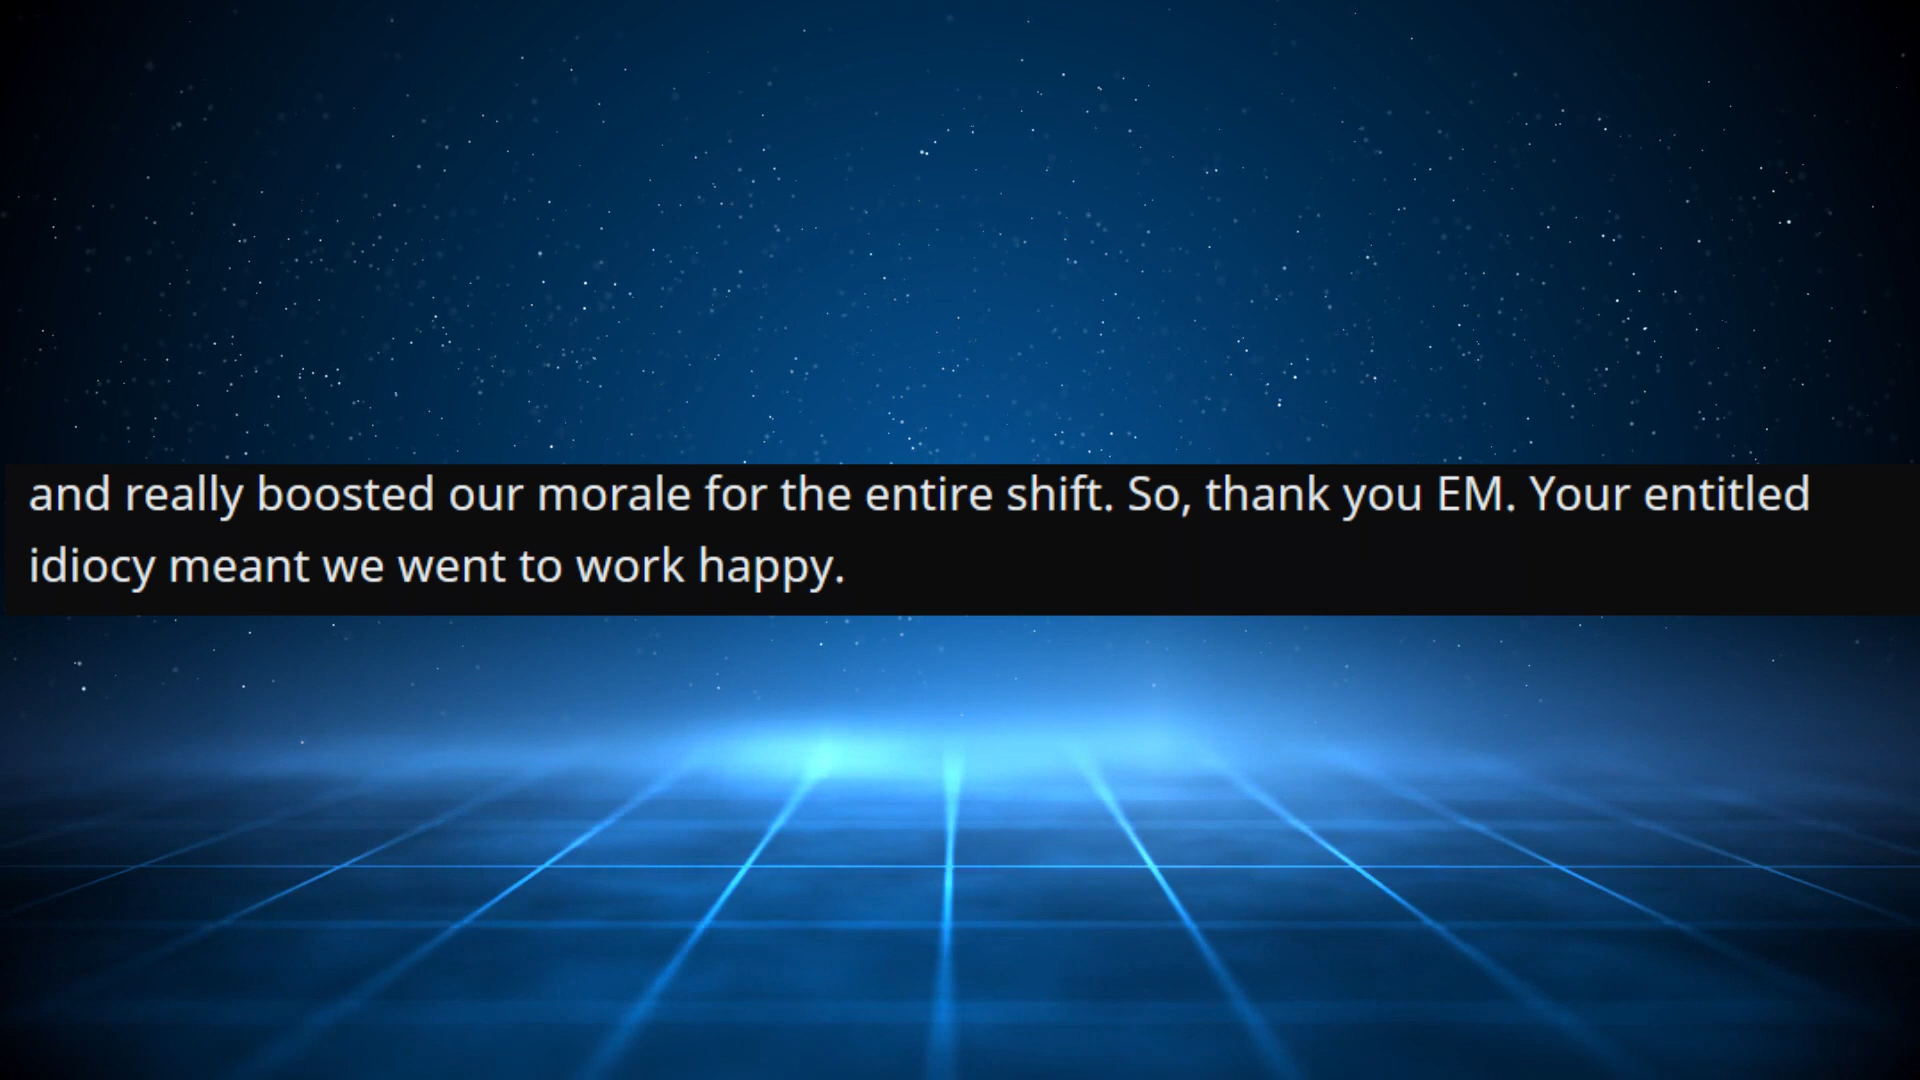 and really boosted our morale for the entire shift. So, thank you EM. Your entitled
idiocy meant we went to work happy.